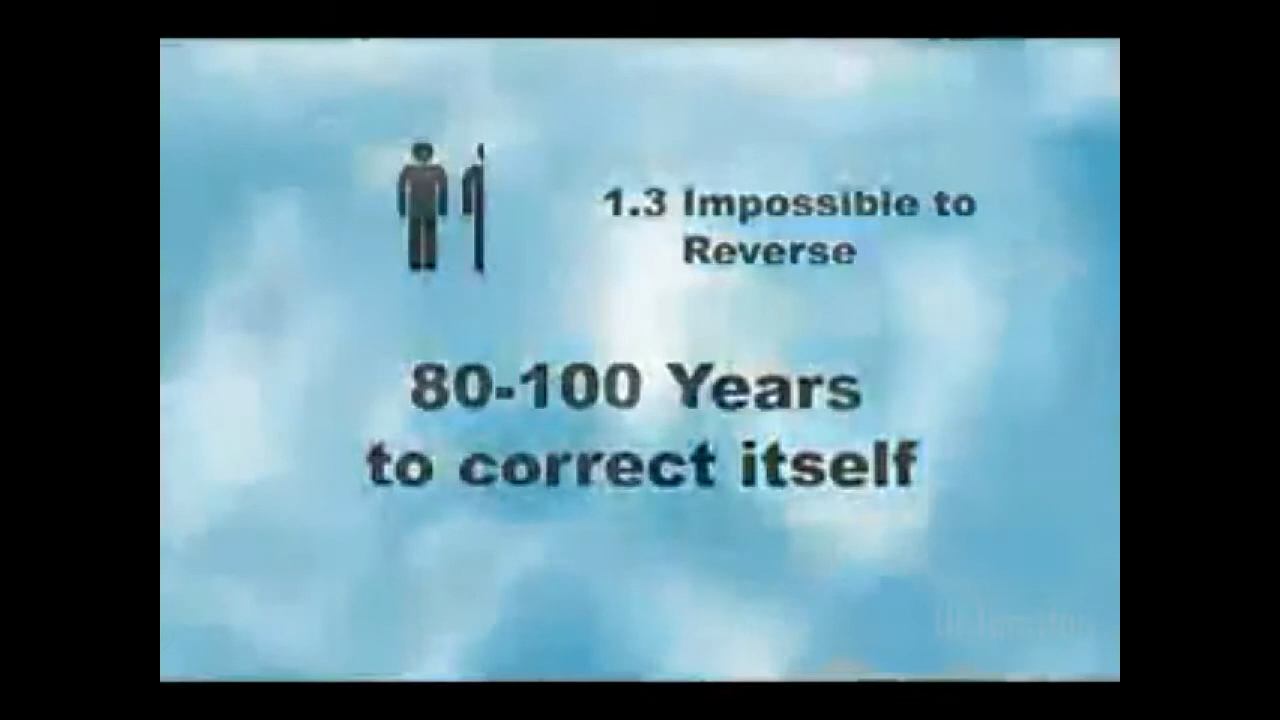 1.3 Impossible to
Reverse
80-100 Years
to correct itself